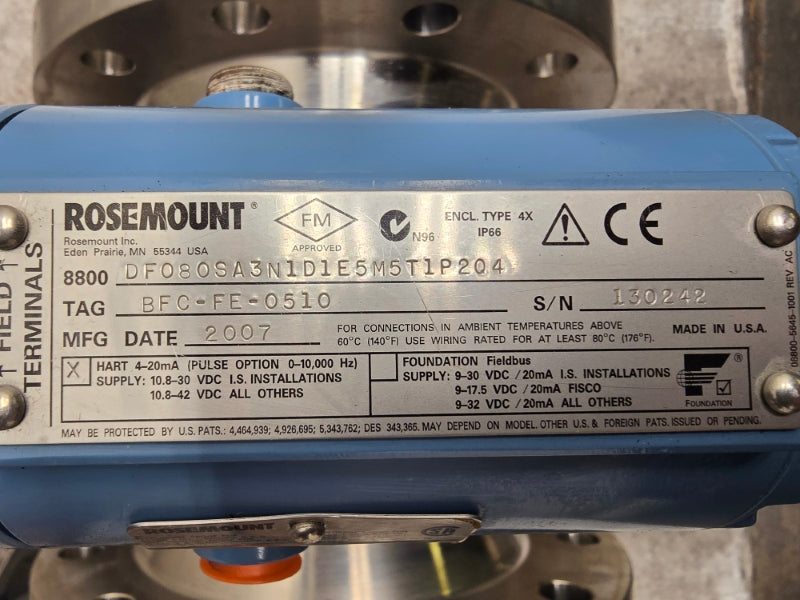 ROSEMOUNT®
Rosemount Inc.
Eden Prairie, MN 55344 USA
FM
APPROVED
N96
ENCL. TYPE 4X
IP66
CE
8800 DF080SA3N1D1E5M5T1P204
TAG BFC-FE-0510 S/N 130242
MFG DATE 2007
FOR CONNECTIONS IN AMBIENT TEMPERATURES ABOVE
60°C (140°F) USE WIRING RATED FOR AT LEAST 80°C (176°F).
MADE IN U.S.A.
X HART 4-20mA (PULSE OPTION 0-10,000 Hz)
SUPPLY: 10.8-30 VDC I.S. INSTALLATIONS
10.8-42 VDC ALL OTHERS
FOUNDATION Fieldbus
SUPPLY: 9-30 VDC / 20mA I.S. INSTALLATIONS
9-17.5 VDC / 20mA FISCO
9-32 VDC / 20mA ALL OTHERS
®
FOUNDATION
MAY BE PROTECTED BY U.S. PATS.: 4,464,939; 4,926,695; 5,343,762; DES 343,365. MAY DEPEND ON MODEL. OTHER U.S. & FOREIGN PATS. ISSUED OR PENDING.
FIELD
TERMINALS
05800-5645-1001 REV AC
ROSEMOUNT